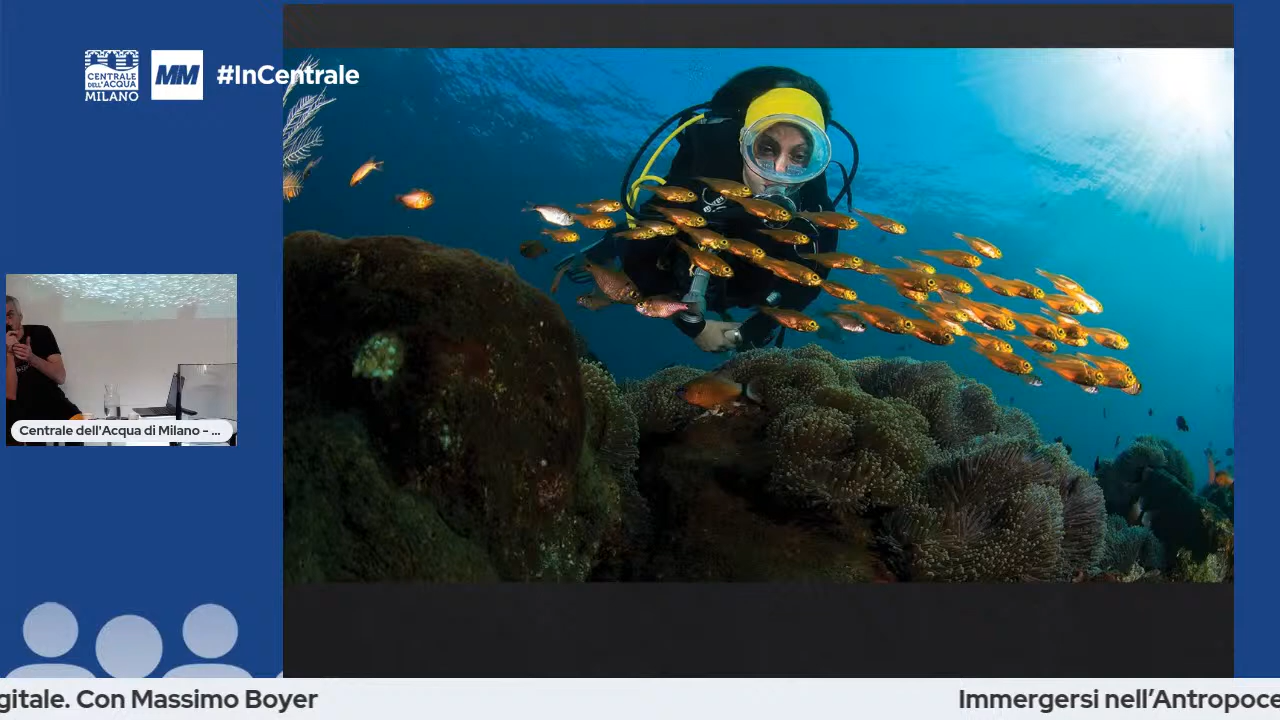 CENTRALE
DELL'ACQUA
MILANO
MM
#InCentrale
Centrale dell'Acqua di Milano - ...
gitale. Con Massimo Boyer
Immergersi nell'Antropoce